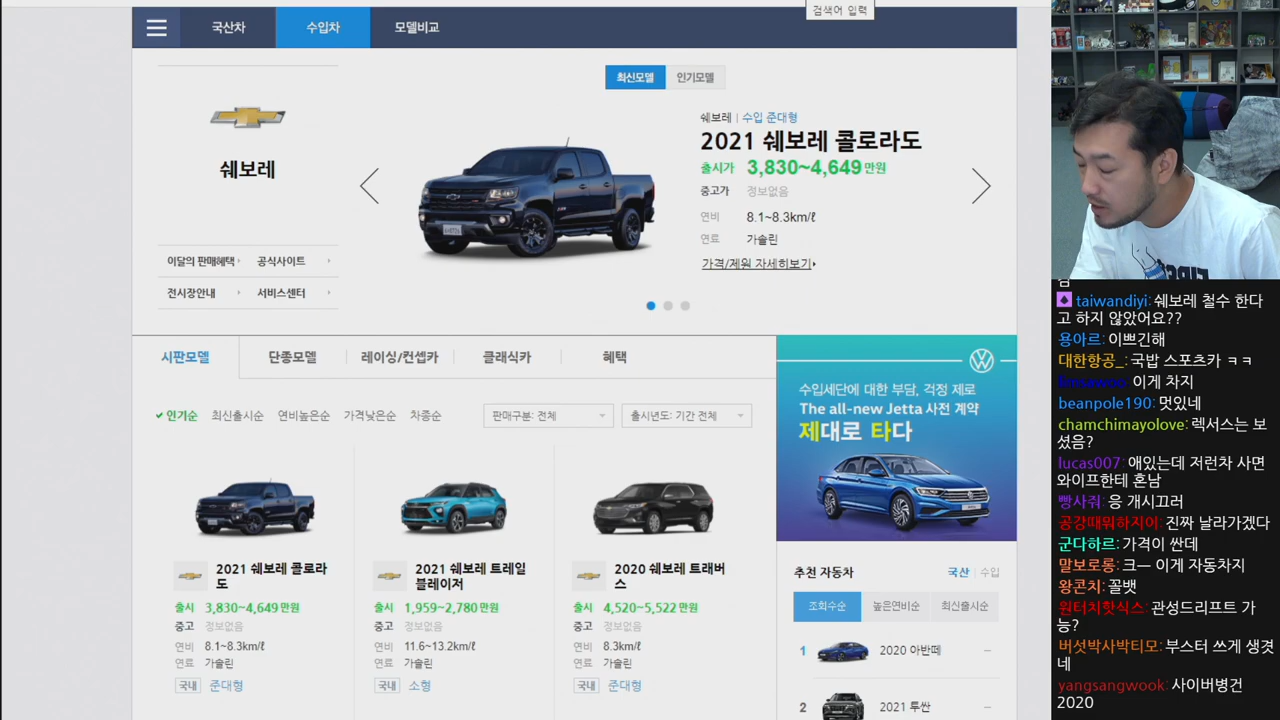 검색어 입력
국산차
수입차
모델비교
최신모델
인기모델
쉐보레
쉐보레 | 수입 준대형
2021 쉐보레 콜로라도
출시가 3,830~4,649 만원
중고가 정보없음
연비 8.1~8.3km/ℓ
연료 가솔린
가격/제원 자세히보기
이달의 판매혜택
공식사이트
전시장안내
서비스센터
시판모델
단종모델
레이싱/컨셉카
클래식카
혜택
인기순
최신출시순
연비높은순
가격낮은순
차종순
판매구분: 전체
출시년도: 기간 전체
2021 쉐보레 콜로라
도
출시 3,830~4,649 만원
중고 정보없음
연비 8.1~8.3km/ℓ
연료 가솔린
국내 준대형
2021 쉐보레 트레일
블레이저
출시 1,959~2,780 만원
중고 정보없음
연비 11.6~13.2km/ℓ
연료 가솔린
국내 소형
2020 쉐보레 트래버
스
출시 4,520~5,522 만원
중고 정보없음
연비 8.3km/ℓ
연료 가솔린
국내 준대형
수입세단에 대한 부담, 걱정 제로
The all-new Jetta 사전 계약
제대로 타다
추천 자동차
국산 | 수입
조회수순
높은연비순
최신출시순
1 2020 아반떼
2 2021 투싼
taiwandiyi: 쉐보레 철수 한다
고 하지 않았어요??
용아르: 이쁘긴해
대한항공_: 국밥 스포츠카 ㅋㅋ
이게 차지
beanpole190: 멋있네
chamchimayolove: 렉서스는 보
셨음?
lucas007: 애있는데 저런차 사면
와이프한테 혼남
빵사줘: 응 개시끄러
공강때뭐하지이: 진짜 날라가겠다
군다하르: 가격이 싼데
말보로롱: 크ㅡ 이게 자동차지
왕콘치: 꼴뱃
원터치핫식스: 관성드리프트 가
능?
버섯박사박티모: 부스터 쓰게 생겻
네
yangsangwook: 사이버병건
2020